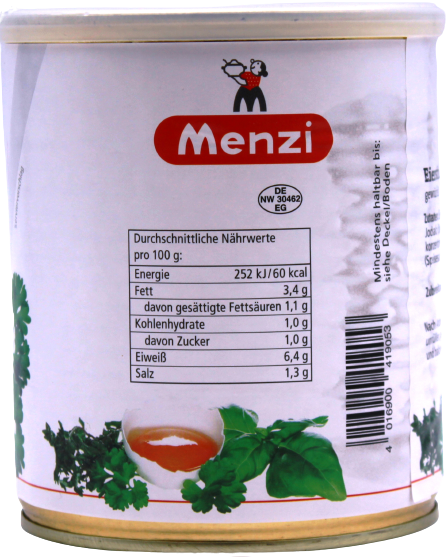 Menzi
DE
NW 30462
EG
Durchschnittliche Nährwerte
pro 100 g:
Energie 252 kJ/60 kcal
Fett 3,4 g
davon gesättigte Fettsäuren 1,1 g
Kohlenhydrate 1,0 g
davon Zucker 1,0 g
Eiweiß 6,4 g
Salz 1,3 g
Mindestens haltbar bis:
siehe Deckel/Boden
4 016900 419053